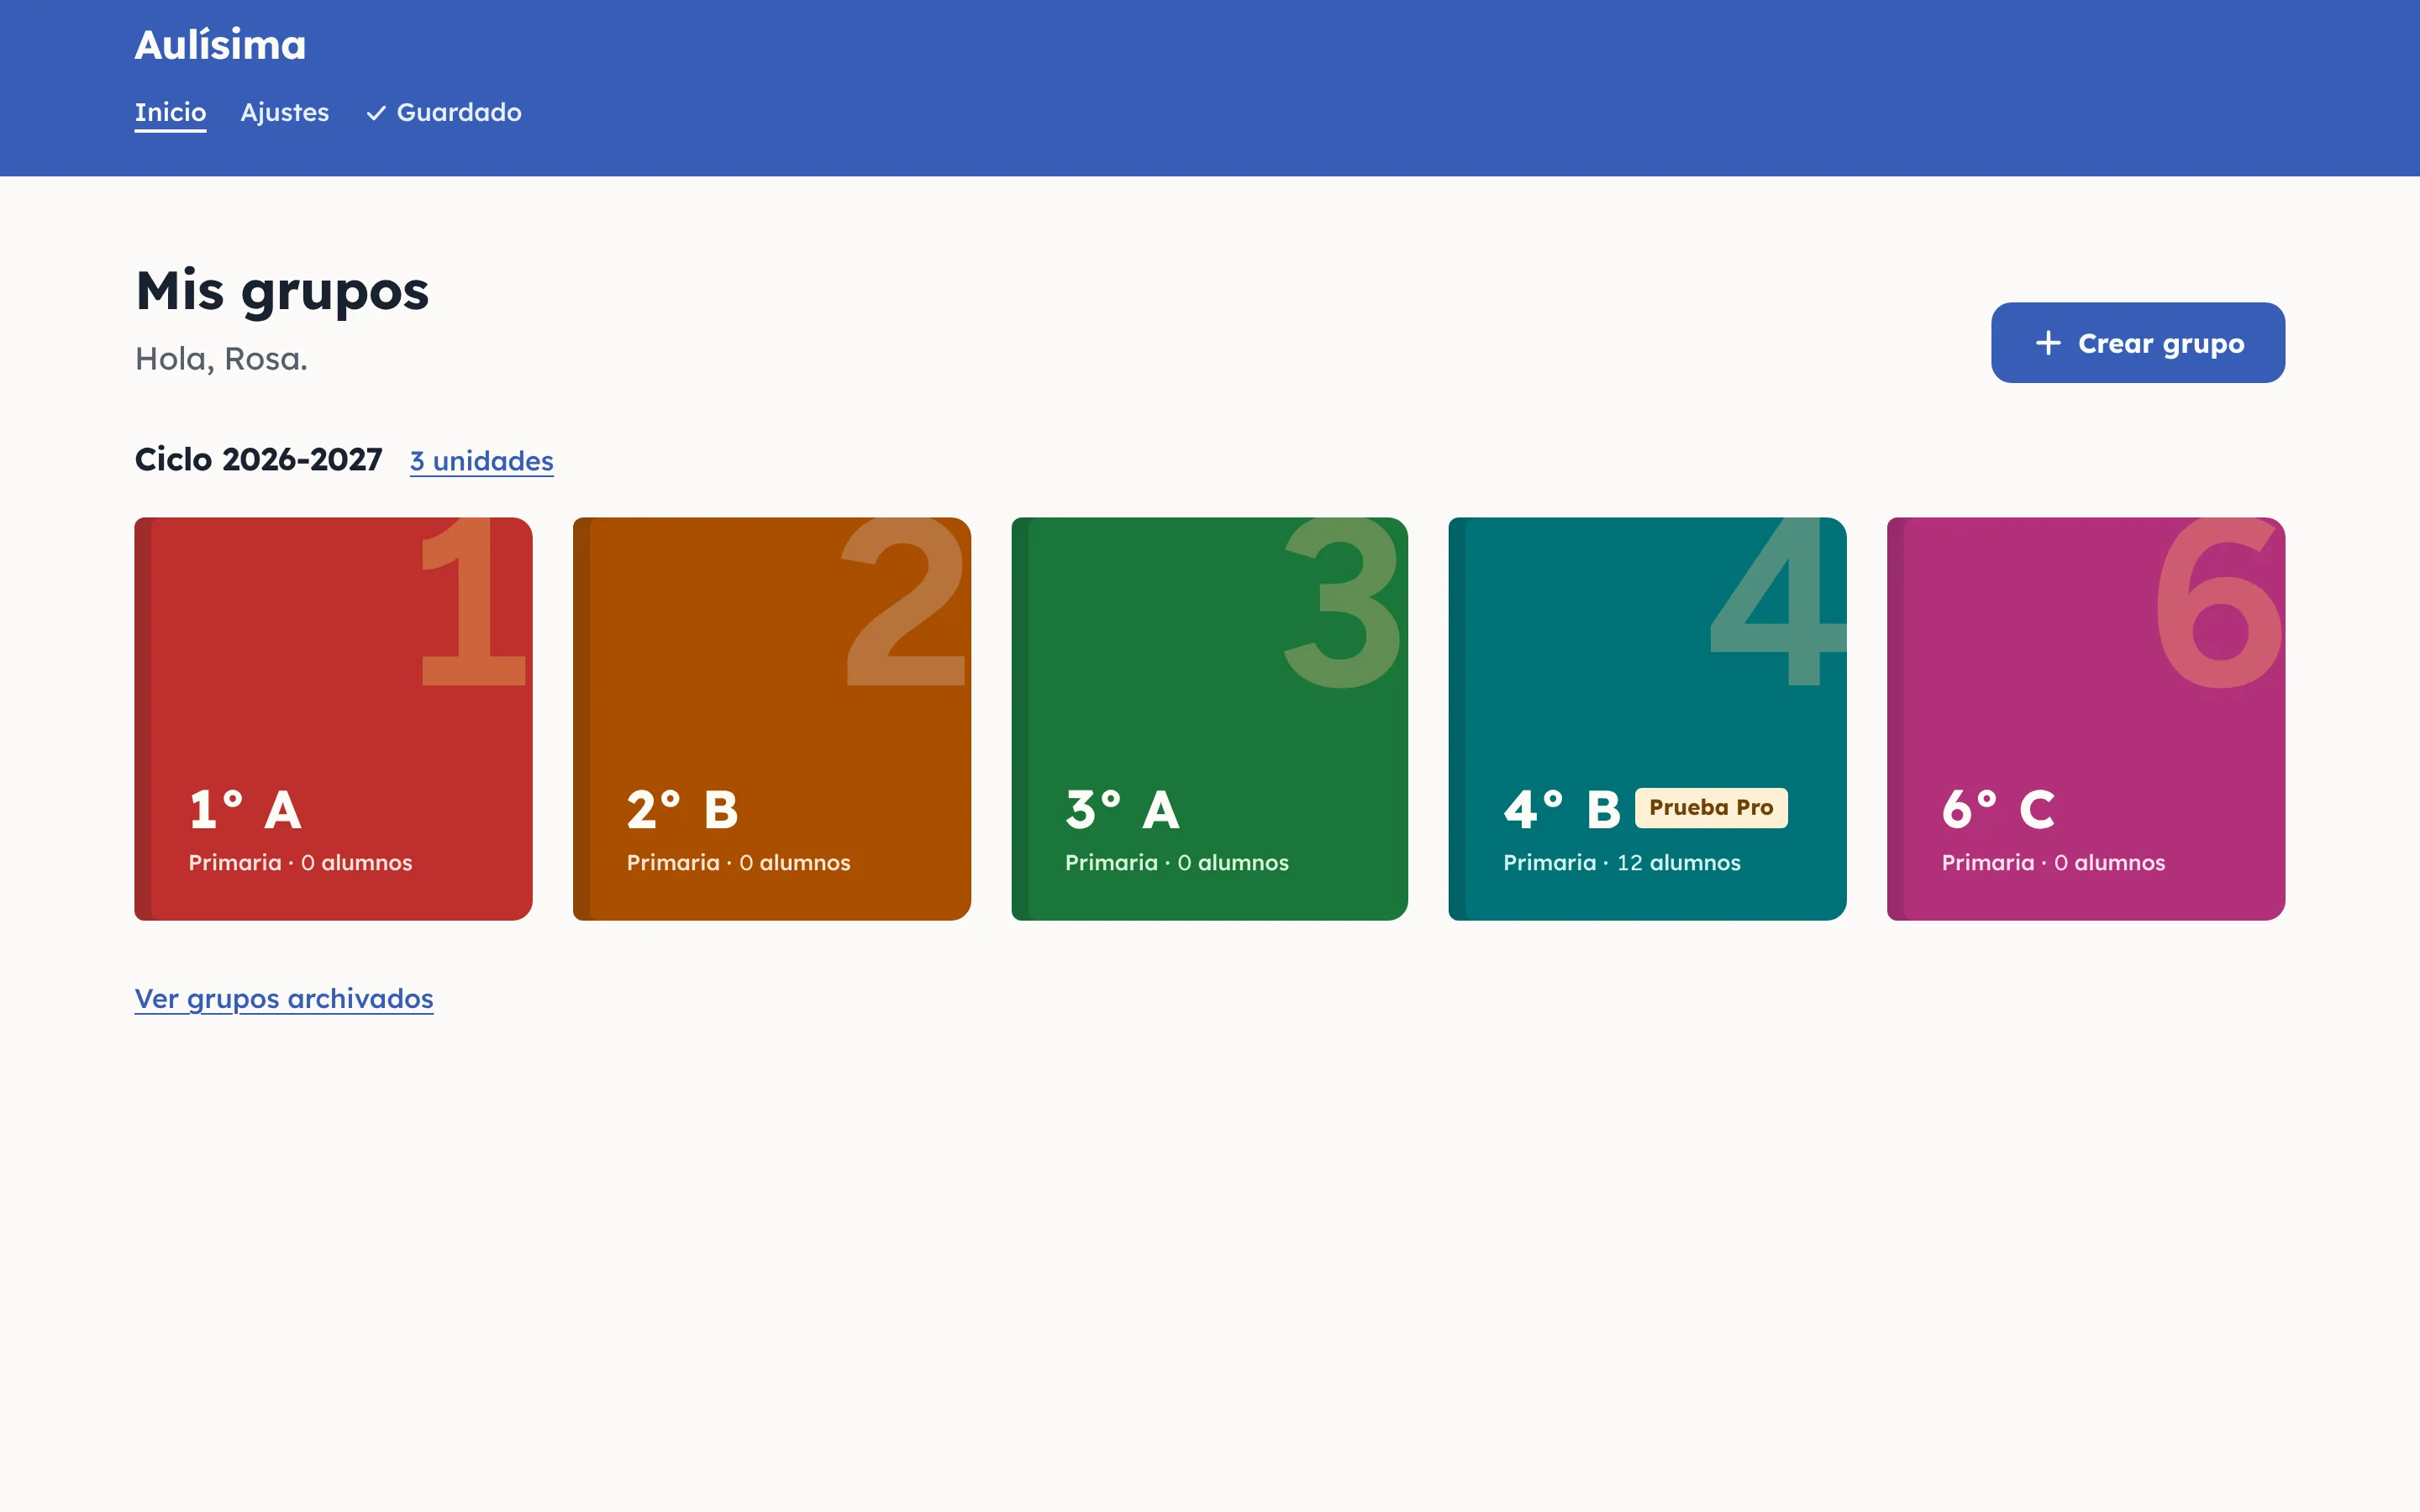 Aulísima
Inicio Ajustes Guardado
Mis grupos
Hola, Rosa.
Crear grupo
Ciclo 2026-2027 3 unidades
1
1° A
Primaria · 0 alumnos
2
2° B
Primaria · 0 alumnos
3
3° A
Primaria · 0 alumnos
4
4° B Prueba Pro
Primaria · 12 alumnos
6
6° C
Primaria · 0 alumnos
Ver grupos archivados